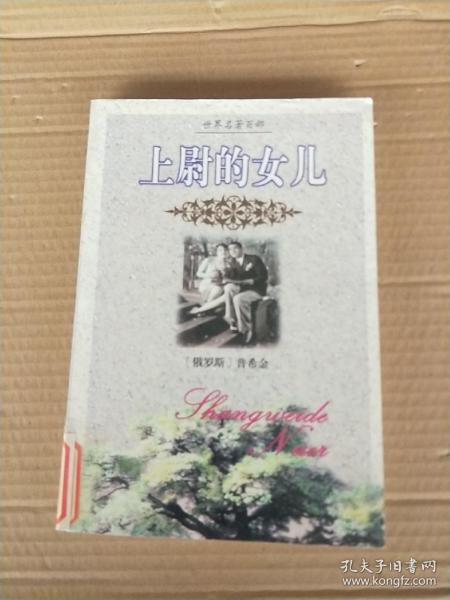 世界名著百部
上尉的女儿
［俄罗斯］普希金
Shangweide
Nuer
孔夫子旧书网
www.kongfz.com